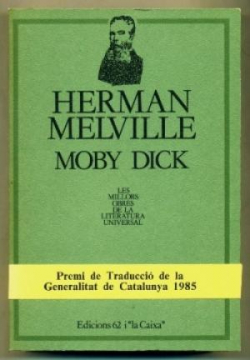 HERMAN
MELVILLE
MOBY DICK
LES
MILLORS
OBRES
DE LA
LITERATURA
UNIVERSAL
Premi de Traducció de la
Generalitat de Catalunya 1985
Edicions 62 i "la Caixa"